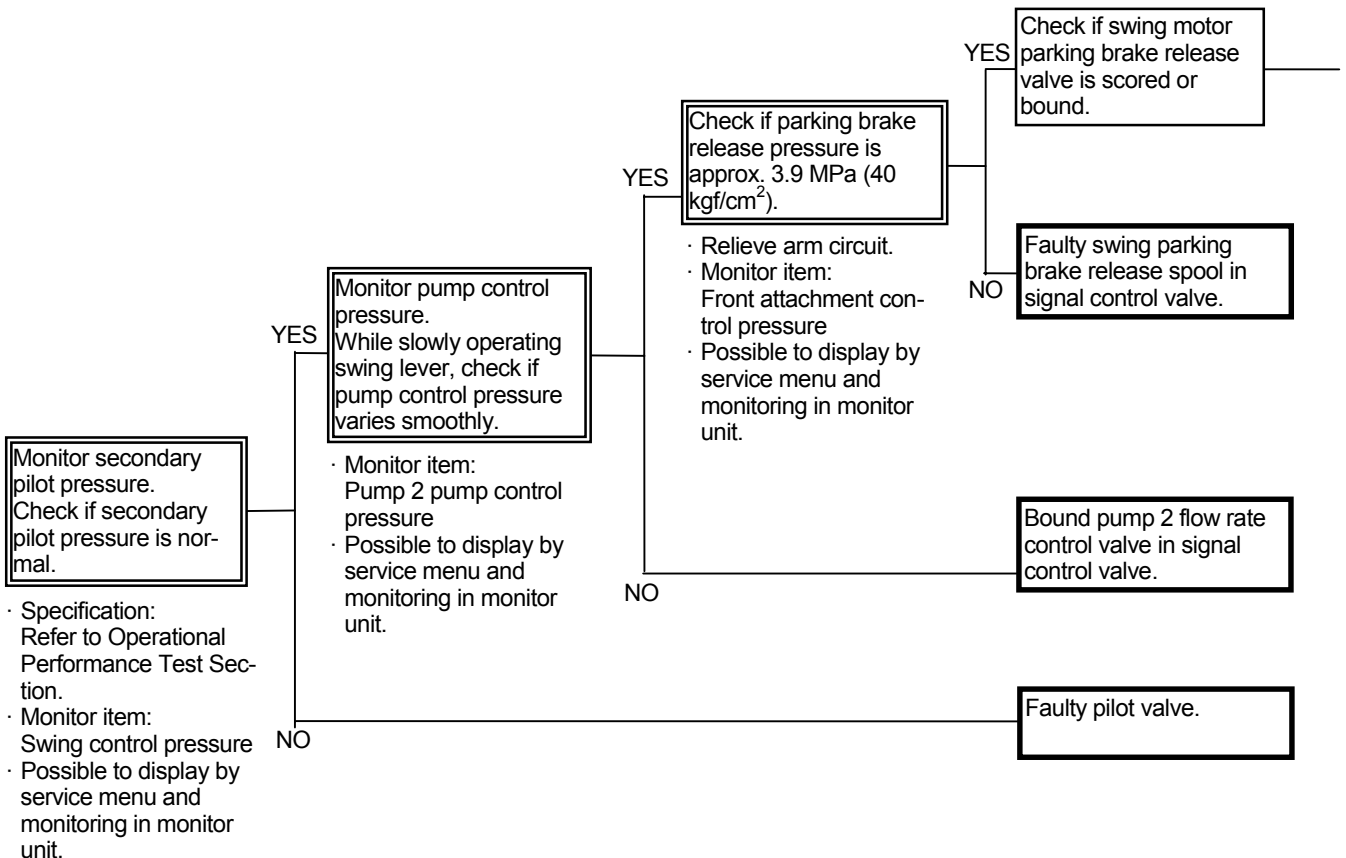 Monitor secondary
pilot pressure.
Check if secondary
pilot pressure is nor-
mal.
· Specification:
Refer to Operational
Performance Test Sec-
tion.
· Monitor item:
Swing control pressure
· Possible to display by
service menu and
monitoring in monitor
unit.
YES
NO
Monitor pump control
pressure.
While slowly operating
swing lever, check if
pump control pressure
varies smoothly.
· Monitor item:
Pump 2 pump control
pressure
· Possible to display by
service menu and
monitoring in monitor
unit.
YES
NO
Check if parking brake
release pressure is
approx. 3.9 MPa (40
kgf/cm²).
· Relieve arm circuit.
· Monitor item:
Front attachment con-
trol pressure
· Possible to display by
service menu and
monitoring in monitor
unit.
YES
NO
Check if swing motor
parking brake release
valve is scored or
bound.
Faulty swing parking
brake release spool in
signal control valve.
Bound pump 2 flow rate
control valve in signal
control valve.
Faulty pilot valve.